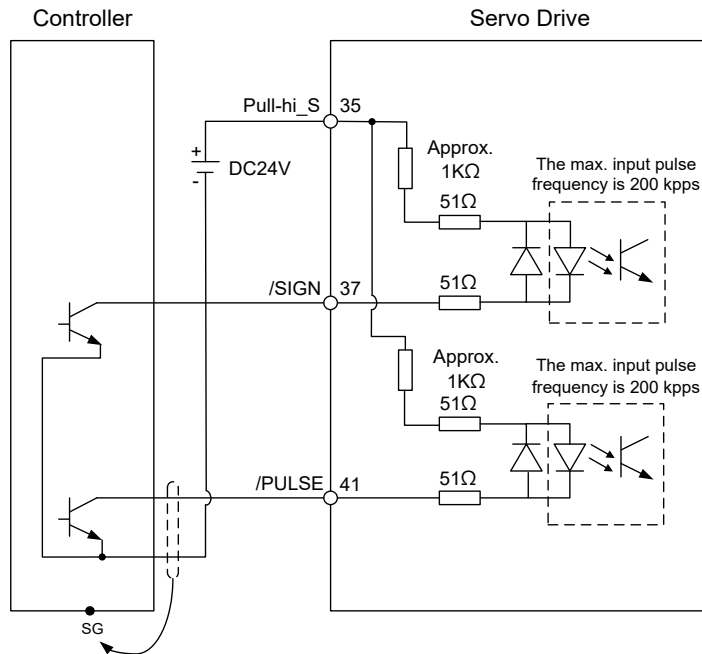 Controller
Servo Drive
Pull-hi_S
35
+
-
DC24V
Approx.
1KΩ
51Ω
The max. input pulse
frequency is 200 kpps
/SIGN
37
51Ω
Approx.
1KΩ
51Ω
The max. input pulse
frequency is 200 kpps
/PULSE
41
51Ω
SG